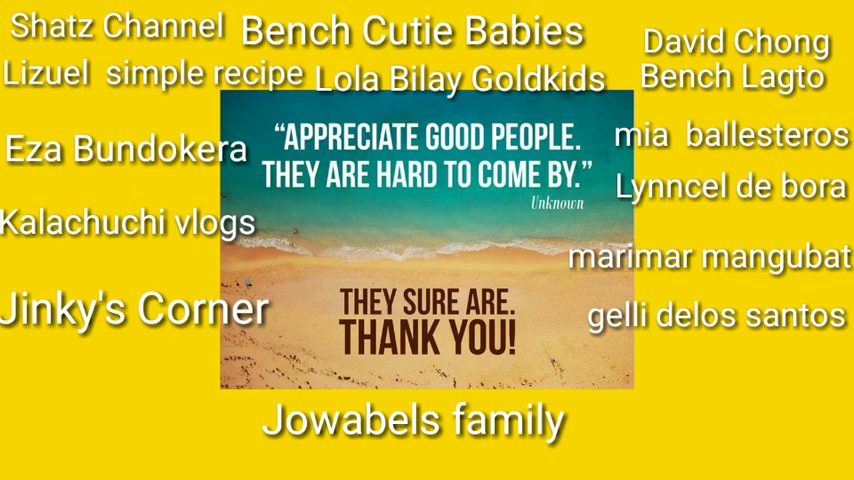 Shatz Channel
Bench Cutie Babies
David Chong
Lizuel simple recipe
Lola Bilay Goldkids
Bench Lagto
Eza Bundokera
“APPRECIATE GOOD PEOPLE.
THEY ARE HARD TO COME BY.”
Unknown
mia ballesteros
Lynncel de bora
Kalachuchi vlogs
marimar mangubat
Jinky's Corner
THEY SURE ARE.
THANK YOU!
gelli delos santos
Jowabels family